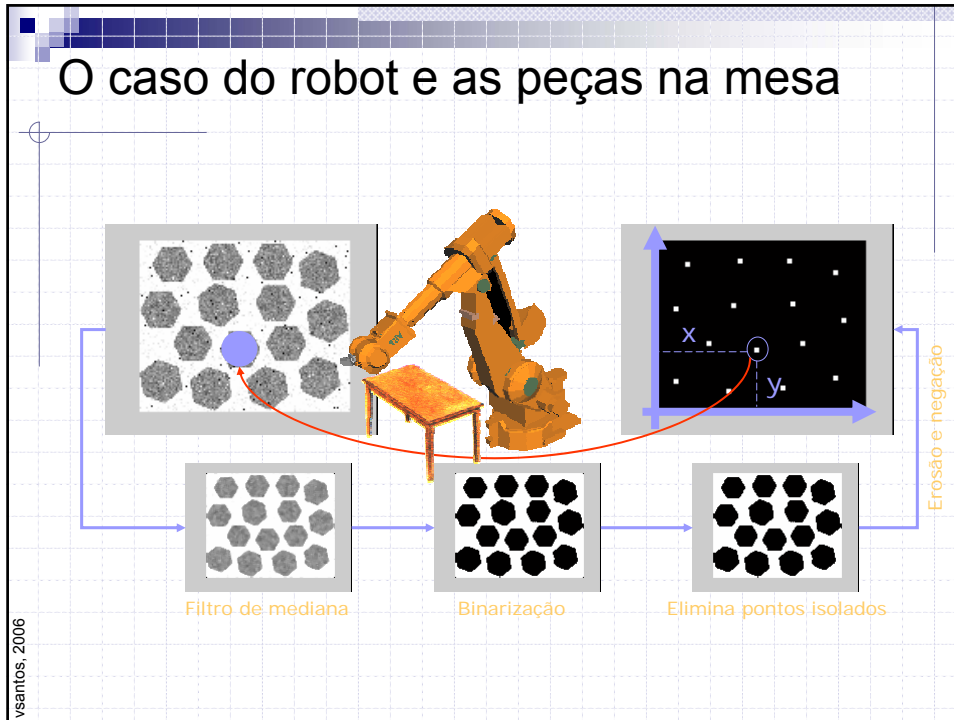 O caso do robot e as peças na mesa
x
y
Erosão e negação
Filtro de mediana
Binarização
Elimina pontos isolados
vsantos, 2006